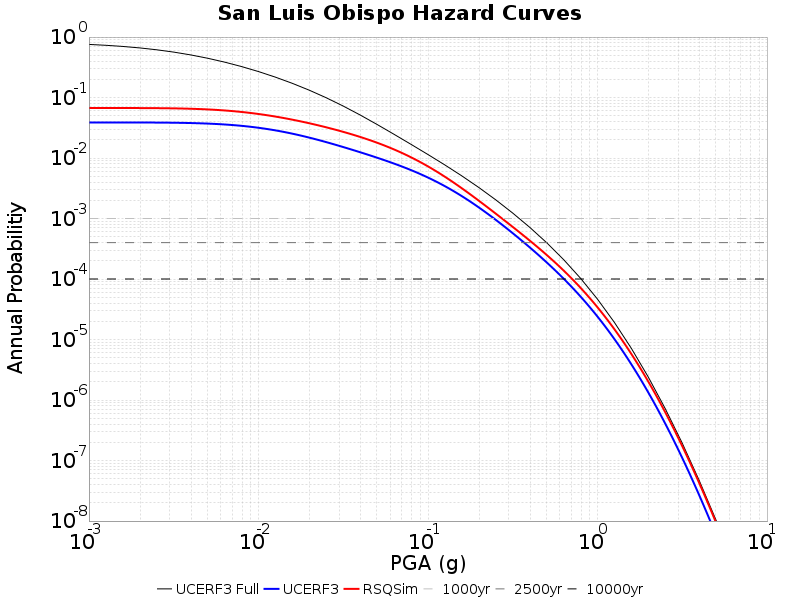 San Luis Obispo Hazard Curves
10^0
10^-1
10^-2
10^-3
10^-4
10^-5
10^-6
10^-7
10^-8
Annual Probabilitiy
10^-3 10^-2 10^-1 10^0 10^1
PGA (g)
UCERF3 Full UCERF3 RSQSim 1000yr 2500yr 10000yr